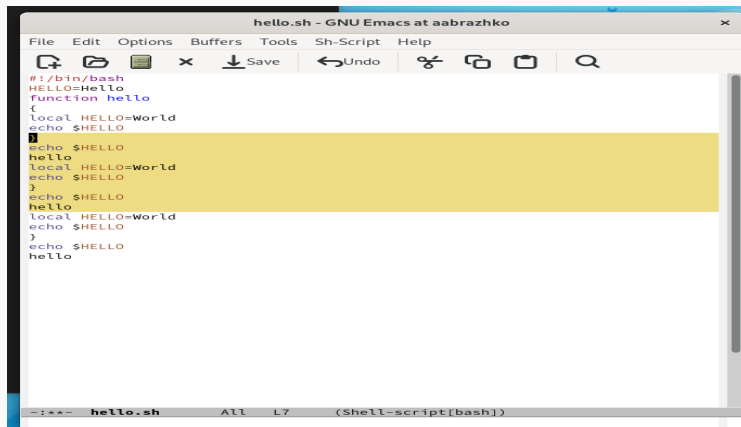 hello.sh - GNU Emacs at aabrazhko ×
File Edit Options Buffers Tools Sh-Script Help
Save Undo
#!/bin/bash
HELLO=Hello
function hello
{
local HELLO=World
echo $HELLO
}
echo $HELLO
hello
local HELLO=World
echo $HELLO
}
echo $HELLO
hello
local HELLO=World
echo $HELLO
}
echo $HELLO
hello
-:**- hello.sh All L7 (Shell-script[bash])